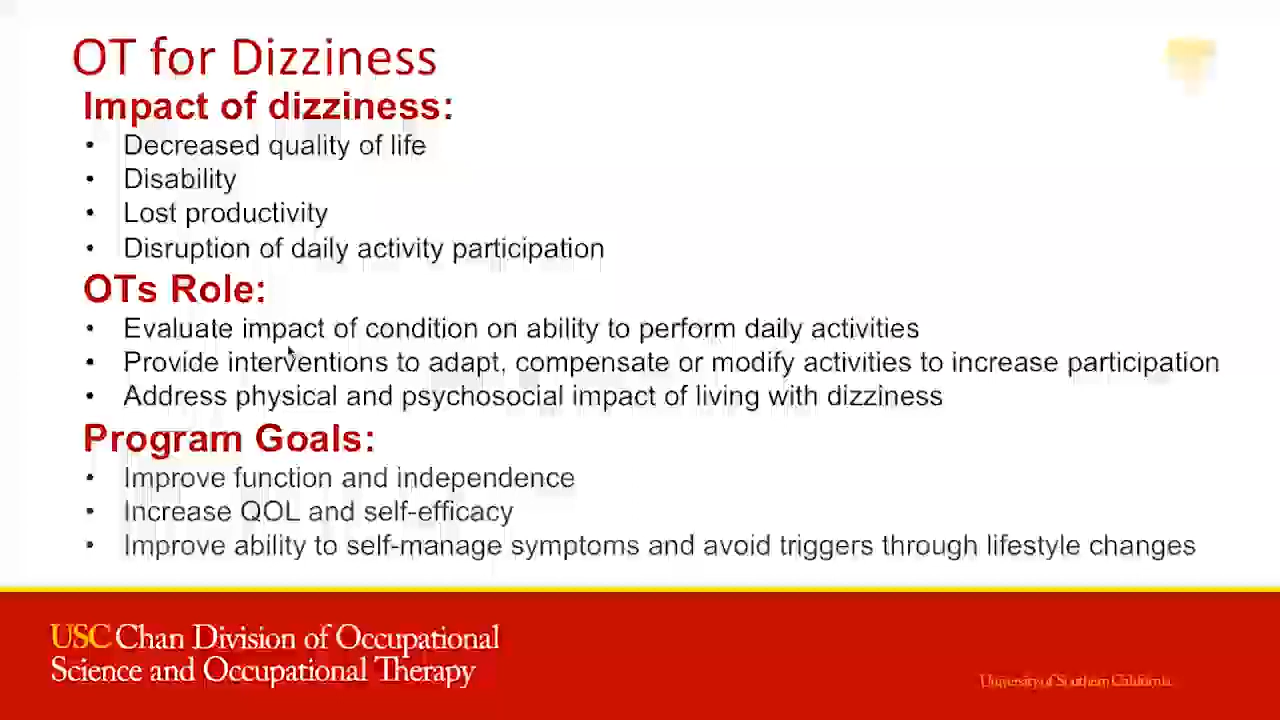 OT for Dizziness
Impact of dizziness:
• Decreased quality of life
• Disability
• Lost productivity
• Disruption of daily activity participation
OTs Role:
• Evaluate impact of condition on ability to perform daily activities
• Provide interventions to adapt, compensate or modify activities to increase participation
• Address physical and psychosocial impact of living with dizziness
Program Goals:
• Improve function and independence
• Increase QOL and self-efficacy
• Improve ability to self-manage symptoms and avoid triggers through lifestyle changes
USC Chan Division of Occupational
Science and Occupational Therapy
University of Southern California